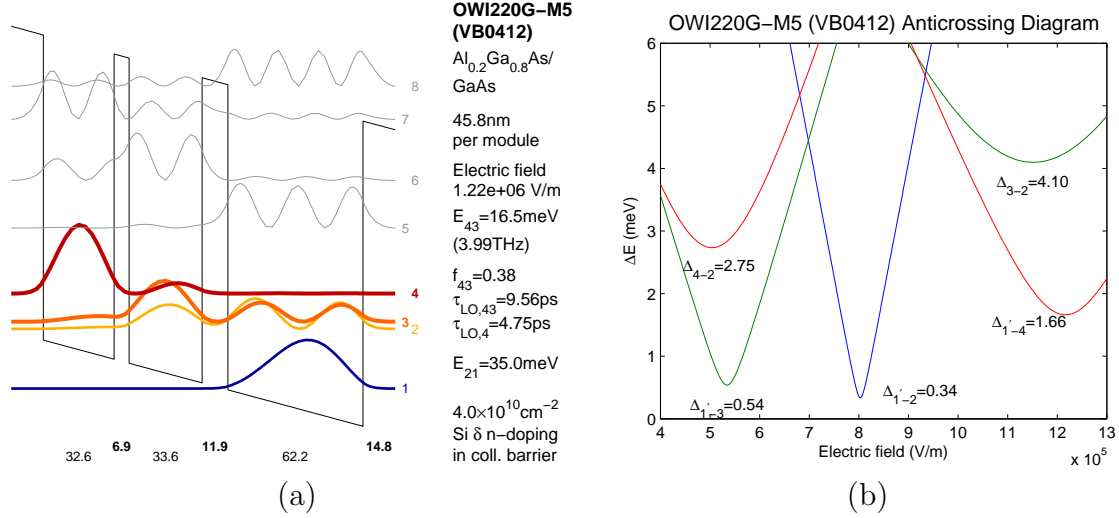 OWI220G−M5
(VB0412)
Al0.2Ga0.8As/
GaAs
45.8nm
per module
Electric field
1.22e+06 V/m
E43=16.5meV
(3.99THz)
f43=0.38
τLO,43=9.56ps
τLO,4=4.75ps
E21=35.0meV
4.0×10^10cm^−2
Si δ n−doping
in coll. barrier
8
7
6
5
4
3
2
1
32.6
6.9
33.6
11.9
62.2
14.8
(a)
OWI220G−M5 (VB0412) Anticrossing Diagram
ΔE (meV)
6
5
4
3
2
1
0
Δ3−2=4.10
Δ4−2=2.75
Δ1′−4=1.66
Δ1′−2=0.34
Δ1′−3=0.54
4 5 6 7 8 9 10 11 12 13
Electric field (V/m)
x 10^5
(b)